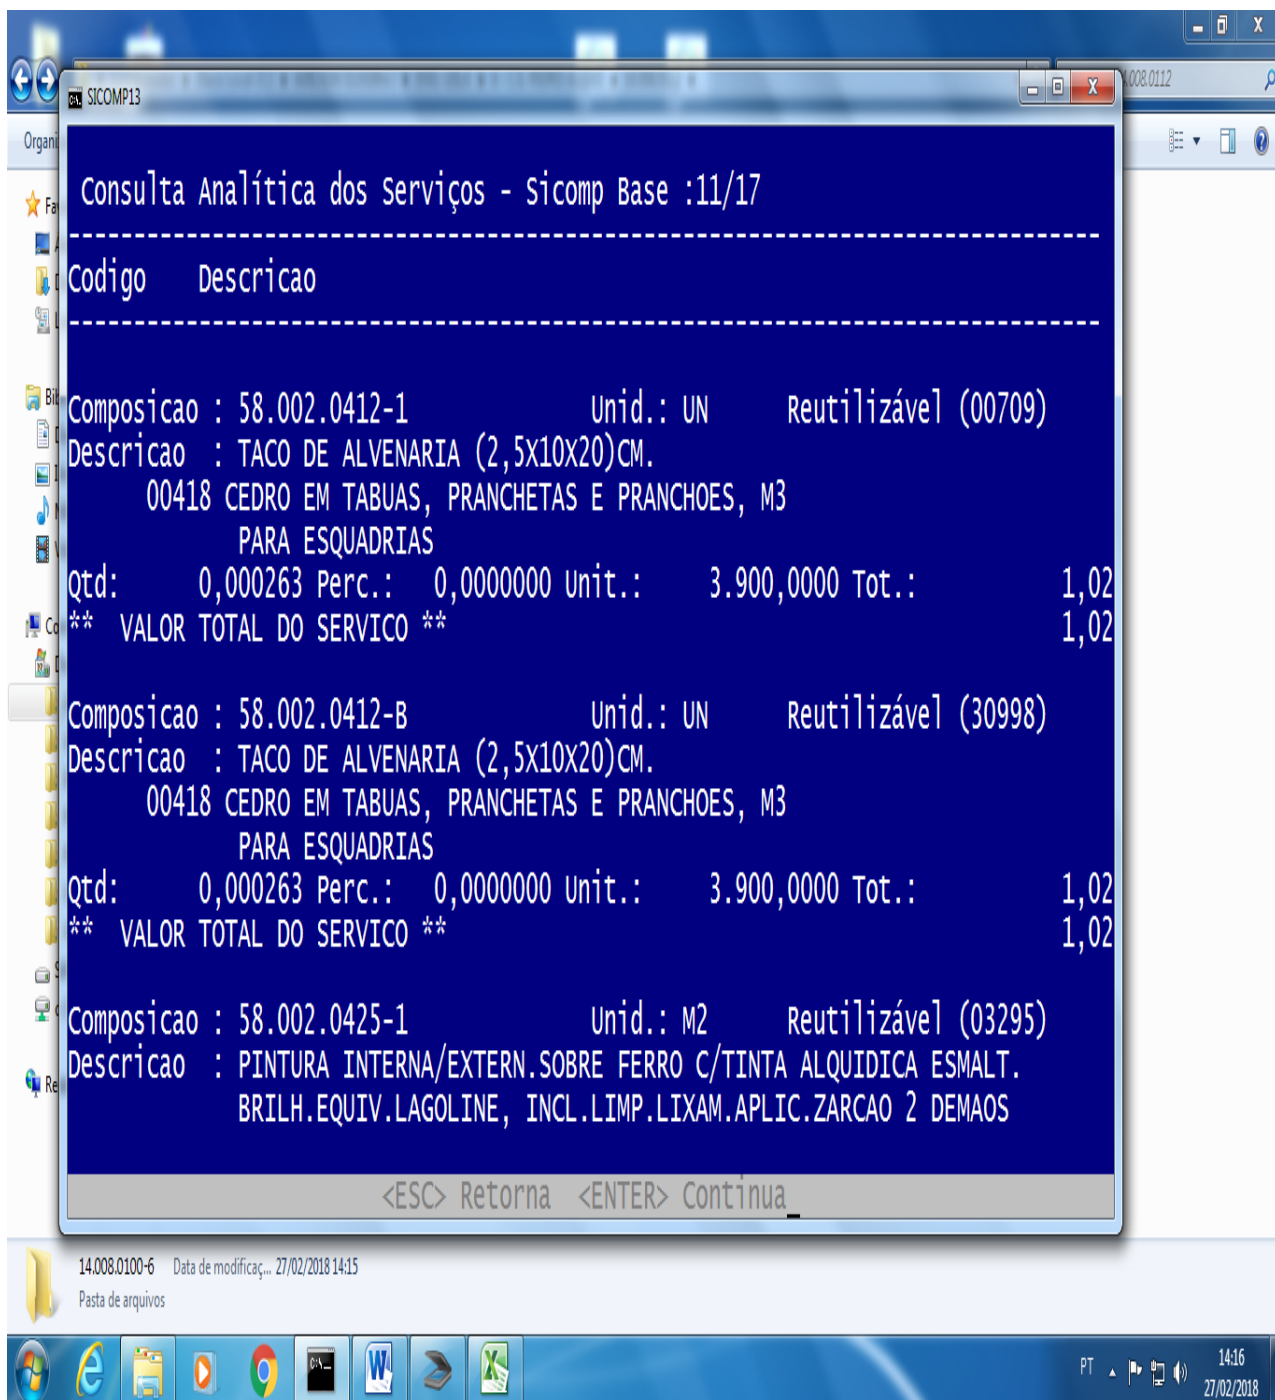 .008.0112
SICOMP13
Organi
Consulta Analítica dos Serviços - Sicomp Base :11/17
--------------------------------------------------------------------------------
Codigo Descricao
--------------------------------------------------------------------------------
Composicao : 58.002.0412-1 Unid.: UN Reutilizável (00709)
Descricao : TACO DE ALVENARIA (2,5X10X20)CM.
00418 CEDRO EM TABUAS, PRANCHETAS E PRANCHOES, M3
PARA ESQUADRIAS
Qtd: 0,000263 Perc.: 0,0000000 Unit.: 3.900,0000 Tot.: 1,02
** VALOR TOTAL DO SERVICO ** 1,02
Composicao : 58.002.0412-B Unid.: UN Reutilizável (30998)
Descricao : TACO DE ALVENARIA (2,5X10X20)CM.
00418 CEDRO EM TABUAS, PRANCHETAS E PRANCHOES, M3
PARA ESQUADRIAS
Qtd: 0,000263 Perc.: 0,0000000 Unit.: 3.900,0000 Tot.: 1,02
** VALOR TOTAL DO SERVICO ** 1,02
Composicao : 58.002.0425-1 Unid.: M2 Reutilizável (03295)
Descricao : PINTURA INTERNA/EXTERN.SOBRE FERRO C/TINTA ALQUIDICA ESMALT.
BRILH.EQUIV.LAGOLINE, INCL.LIMP.LIXAM.APLIC.ZARCAO 2 DEMAOS
<ESC> Retorna <ENTER> Continua_
14.008.0100-6 Data de modificaç... 27/02/2018 14:15
Pasta de arquivos
PT 14:16
27/02/2018